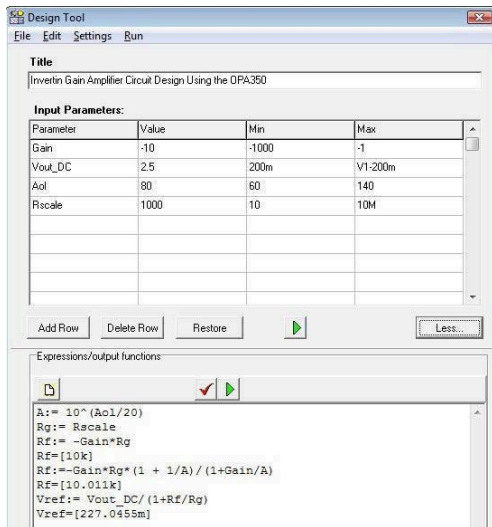 Design Tool
File Edit Settings Run
Title
Invertin Gain Amplifier Circuit Design Using the OPA350
Input Parameters:
Parameter Value Min Max
Gain -10 -1000 -1
Vout_DC 2.5 200m V1-200m
Aol 80 60 140
Rscale 1000 10 10M
Add Row Delete Row Restore Less...
Expressions/output functions
A:= 10^(Aol/20)
Rg:= Rscale
Rf:= -Gain*Rg
Rf=[10k]
Rf:=-Gain*Rg*(1 + 1/A)/(1+Gain/A)
Rf=[10.011k]
Vref:= Vout_DC/(1+Rf/Rg)
Vref=[227.0455m]